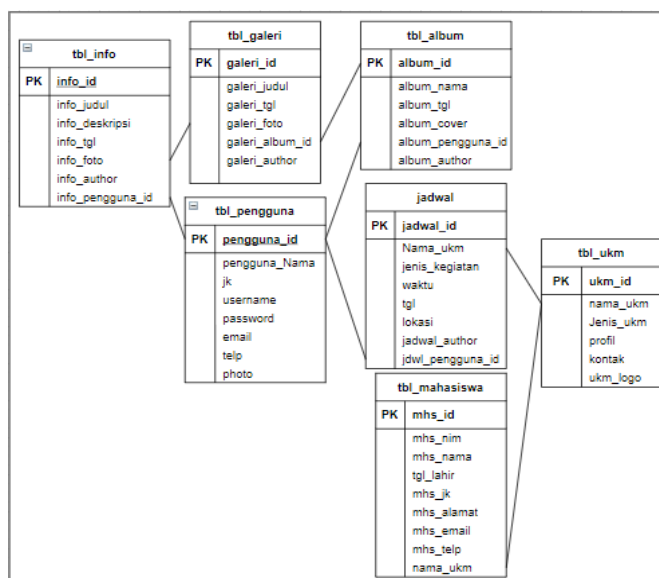 tbl_info
PK info_id
info_judul
info_deskripsi
info_tgl
info_foto
info_author
info_pengguna_id
tbl_galeri
PK galeri_id
galeri_judul
galeri_tgl
galeri_foto
galeri_album_id
galeri_author
tbl_album
PK album_id
album_nama
album_tgl
album_cover
album_pengguna_id
album_author
tbl_pengguna
PK pengguna_id
pengguna_Nama
jk
username
password
email
telp
photo
jadwal
PK jadwal_id
Nama_ukm
jenis_kegiatan
waktu
tgl
lokasi
jadwal_author
jdwl_pengguna_id
tbl_ukm
PK ukm_id
nama_ukm
Jenis_ukm
profil
kontak
ukm_logo
tbl_mahasiswa
PK mhs_id
mhs_nim
mhs_nama
tgl_lahir
mhs_jk
mhs_alamat
mhs_email
mhs_telp
nama_ukm